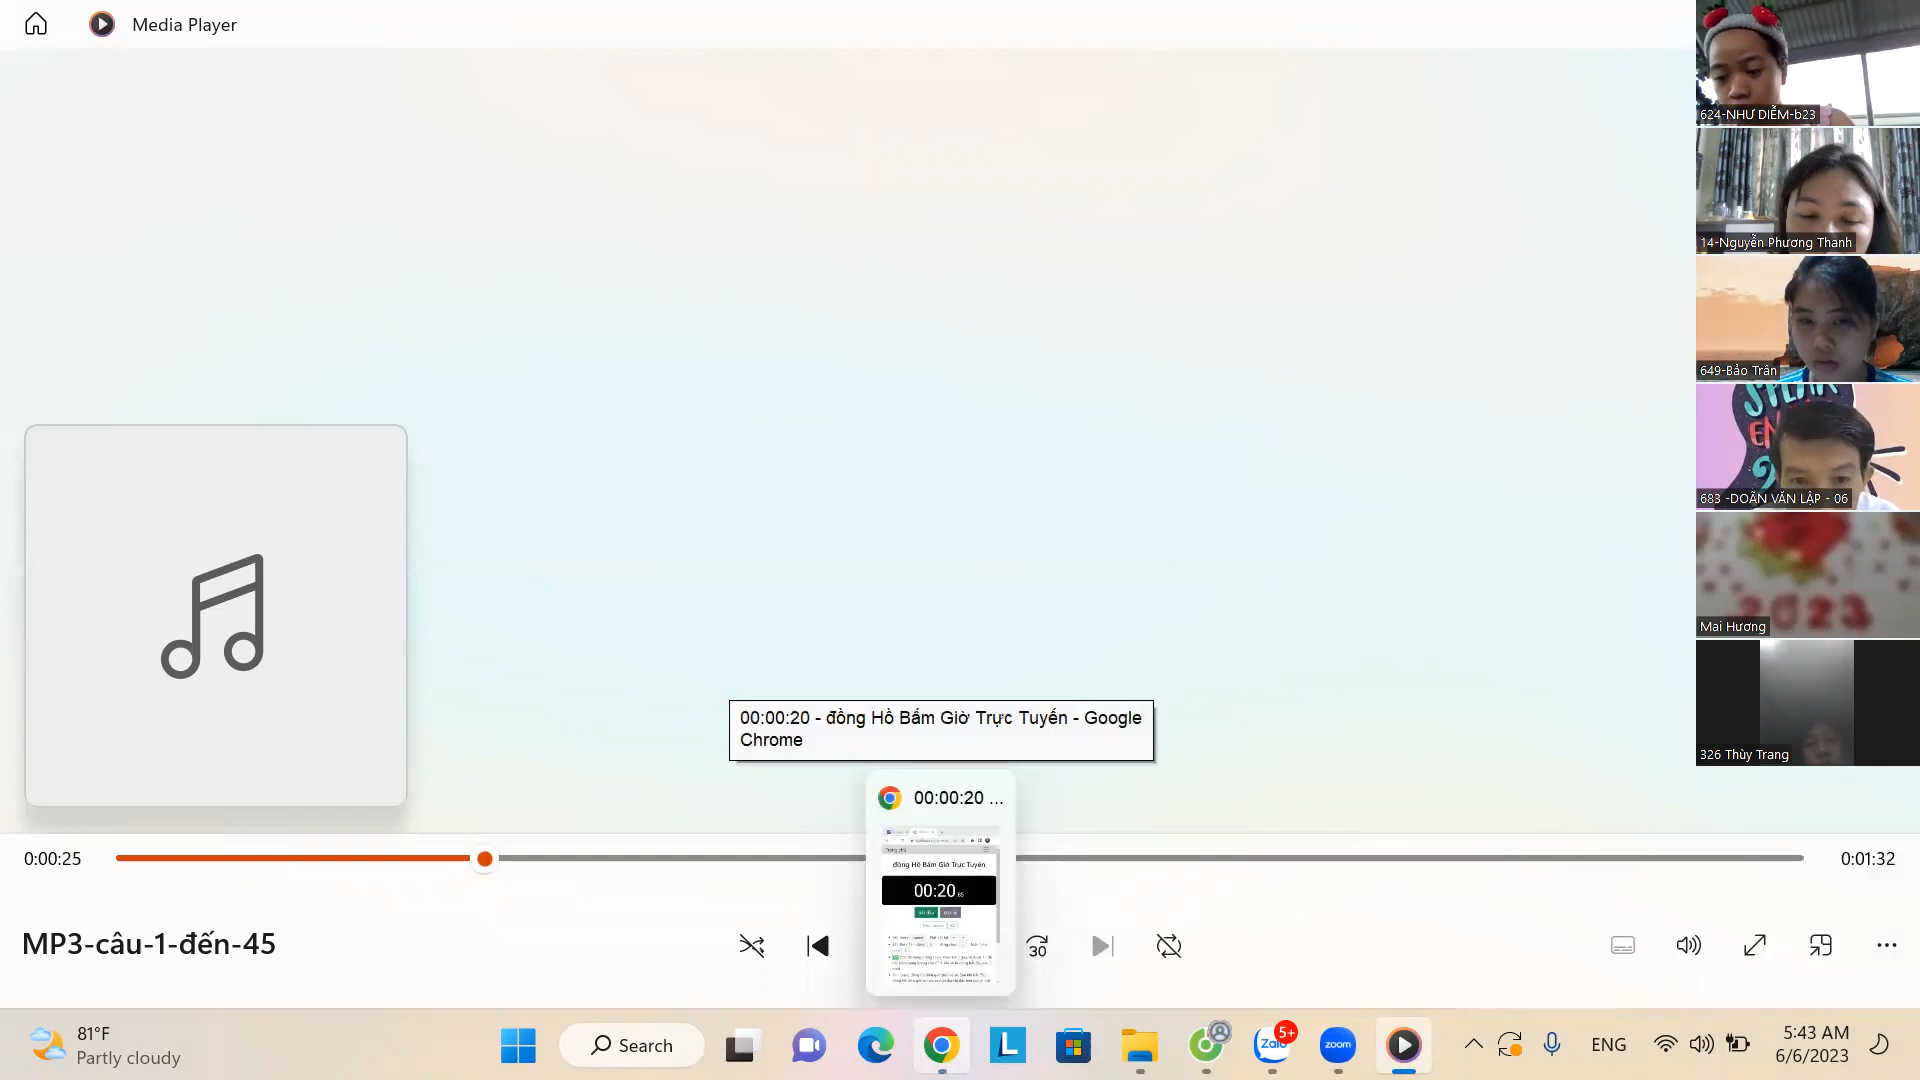 Media Player
624-NHƯ DIỄM-b23
14-Nguyễn Phương Thanh
649-Bảo Trân
683 -DOÃN VĂN LẬP - 06
2023
Mai Hương
326 Thùy Trang
00:00:20 - đồng Hồ Bấm Giờ Trực Tuyến - Google
Chrome
00:00:20 ...
đồng Hồ Bấm Giờ Trực Tuyến
00:20
0:00:25
0:01:32
MP3-câu-1-đến-45
30
81°F
Partly cloudy
Search
Zalo
5+
zoom
ENG
5:43 AM
6/6/2023